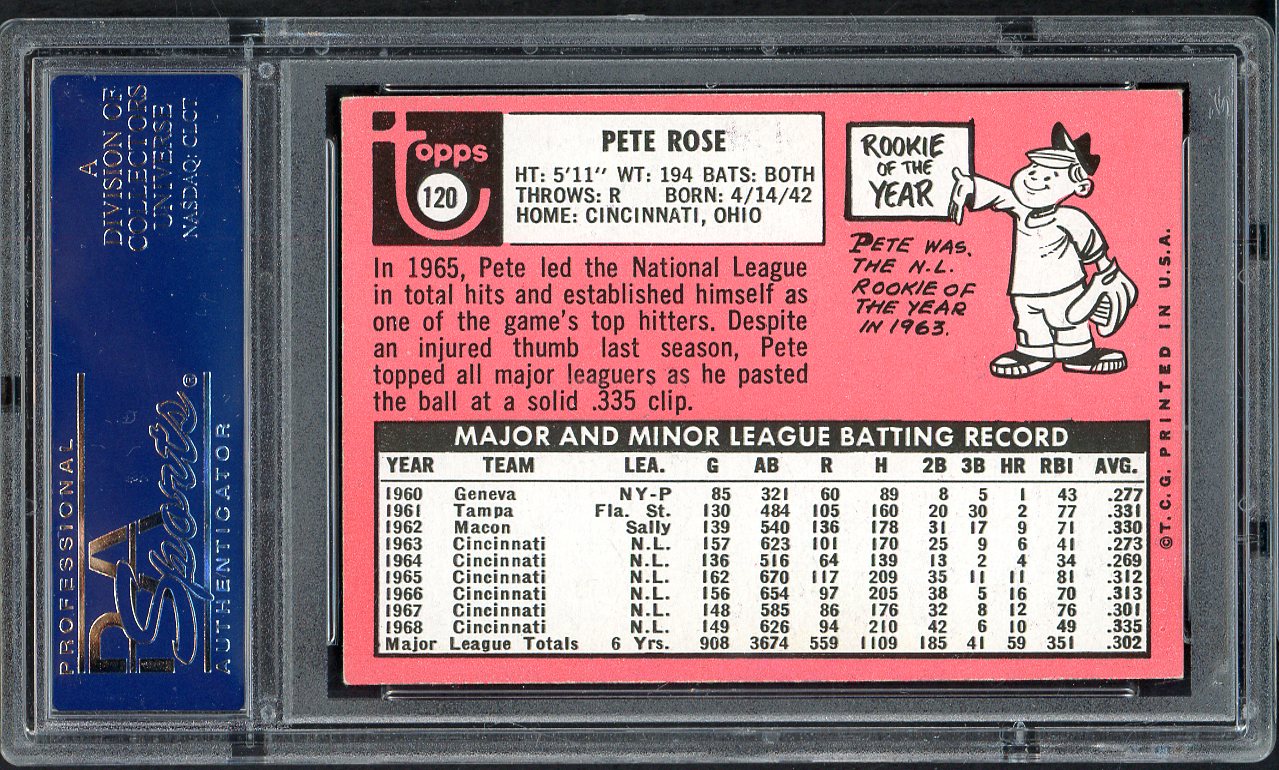 A
DIVISION OF
COLLECTORS
UNIVERSE
NASDAQ: CLCT.
PROFESSIONAL
PSA
Sports®
AUTHENTICATOR
topps
120
PETE ROSE
HT: 5'11" WT: 194 BATS: BOTH
THROWS: R BORN: 4/14/42
HOME: CINCINNATI, OHIO
In 1965, Pete led the National League
in total hits and established himself as
one of the game's top hitters. Despite
an injured thumb last season, Pete
topped all major leaguers as he pasted
the ball at a solid .335 clip.
ROOKIE
OF THE
YEAR
PETE WAS
THE N.L.
ROOKIE OF
THE YEAR
IN 1963.
©T.C.G. PRINTED IN U.S.A.
MAJOR AND MINOR LEAGUE BATTING RECORD
YEAR TEAM LEA. G AB R H 2B 3B HR RBI AVG.
1960 Geneva NY-P 85 321 60 89 8 5 1 43 .277
1961 Tampa Fla. St. 130 484 105 160 20 30 2 77 .331
1962 Macon Sally 139 540 136 178 31 17 9 71 .330
1963 Cincinnati N.L. 157 623 101 170 25 9 6 41 .273
1964 Cincinnati N.L. 136 516 64 139 13 2 4 34 .269
1965 Cincinnati N.L. 162 670 117 209 35 11 11 81 .312
1966 Cincinnati N.L. 156 654 97 205 38 5 16 70 .313
1967 Cincinnati N.L. 148 585 86 176 32 8 12 76 .301
1968 Cincinnati N.L. 149 626 94 210 42 6 10 49 .335
Major League Totals 6 Yrs. 908 3674 559 1109 185 41 59 351 .302